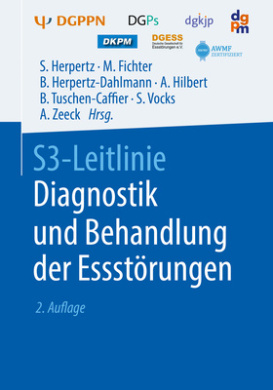 DGPPN DGPs dgkjp dgpm
DKPM DGESS AWMF
S. Herpertz · M. Fichter
B. Herpertz-Dahlmann · A. Hilbert
B. Tuschen-Caffier · S. Vocks
A. Zeeck Hrsg.
S3-Leitlinie
Diagnostik
und Behandlung
der Essstörungen
2. Auflage